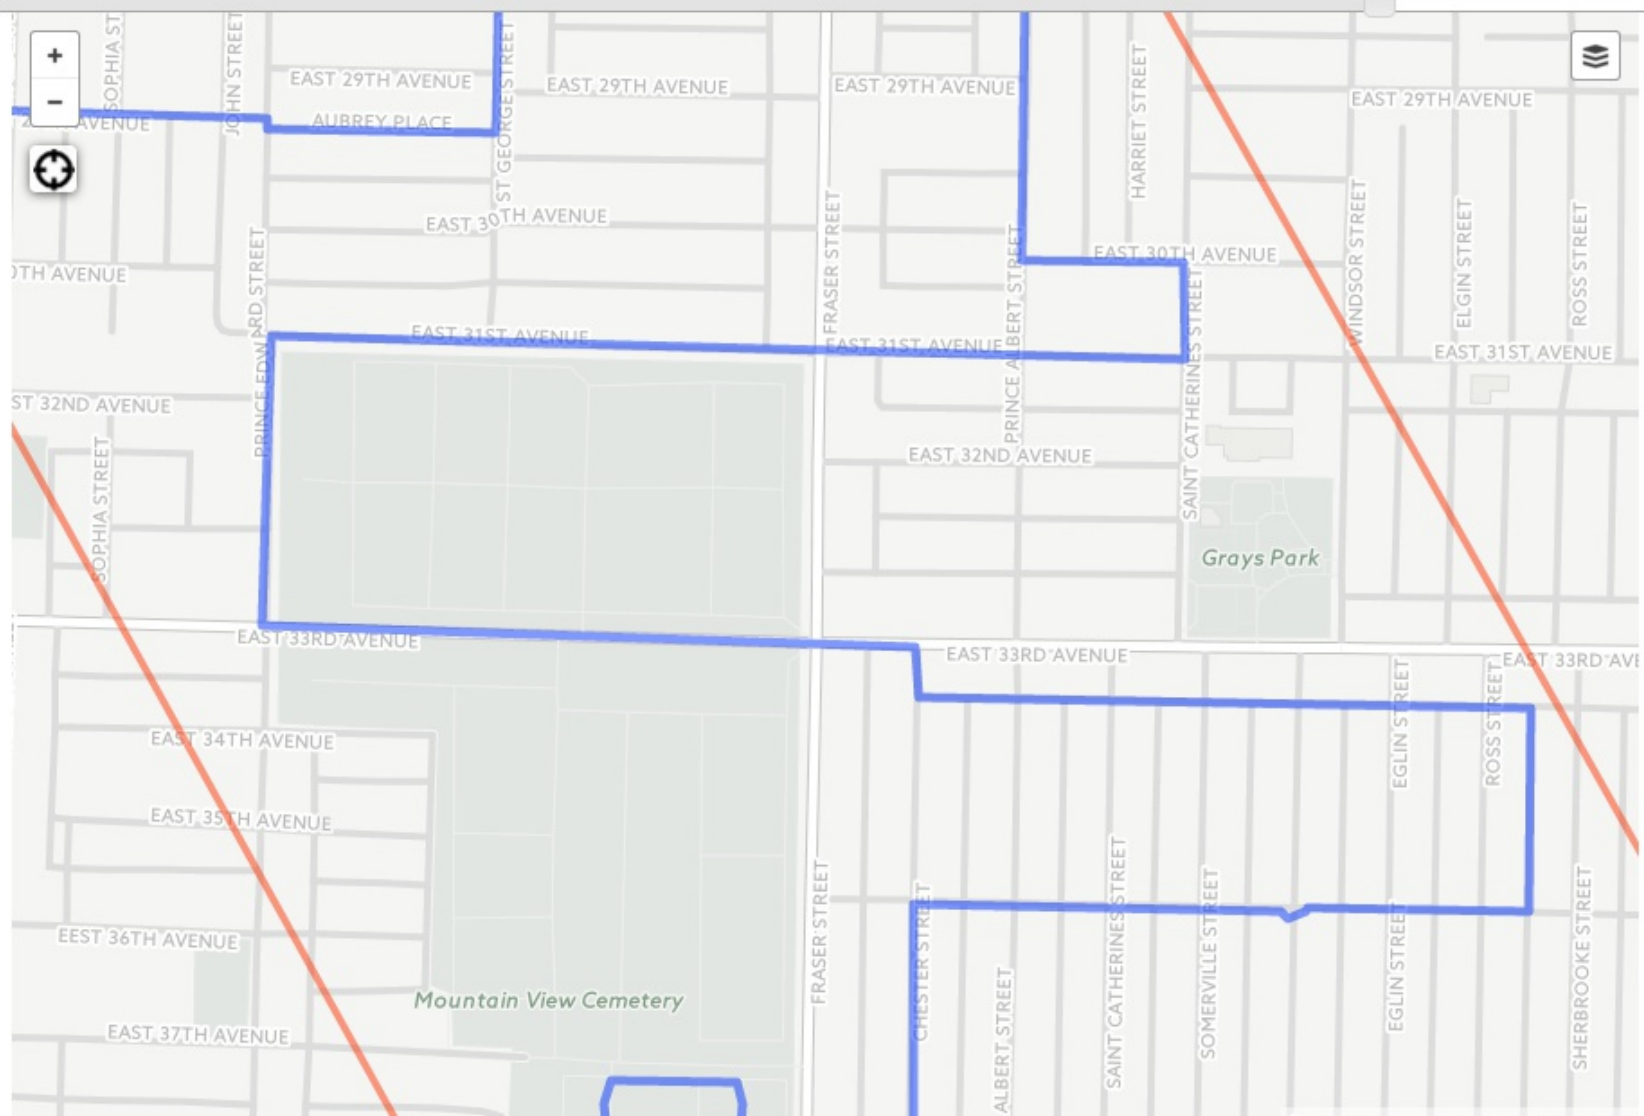 +
SOPHIA ST
JOHN STREET
EAST 29TH AVENUE
ST GEORGE STREET
EAST 29TH AVENUE
EAST 29TH AVENUE
HARRIET STREET
EAST 29TH AVENUE
−
AVENUE
AUBREY PLACE
EAST 30TH AVENUE
FRASER STREET
PRINCE ALBERT STREET
EAST 30TH AVENUE
WINDSOR STREET
ELGIN STREET
ROSS STREET
0TH AVENUE
PRINCE EDWARD STREET
EAST 31ST AVENUE
EAST 31ST AVENUE
SAINT CATHERINES STREET
EAST 31ST AVENUE
ST 32ND AVENUE
SOPHIA STREET
EAST 32ND AVENUE
Grays Park
EAST 33RD AVENUE
EAST 33RD AVENUE
EAST 33RD AVE
EGLIN STREET
ROSS STREET
EAST 34TH AVENUE
EAST 35TH AVENUE
EEST 36TH AVENUE
FRASER STREET
CHESTER STREET
SAINT CATHERINES STREET
SOMERVILLE STREET
EGLIN STREET
SHERBROOKE STREET
Mountain View Cemetery
ALBERT STREET
EAST 37TH AVENUE